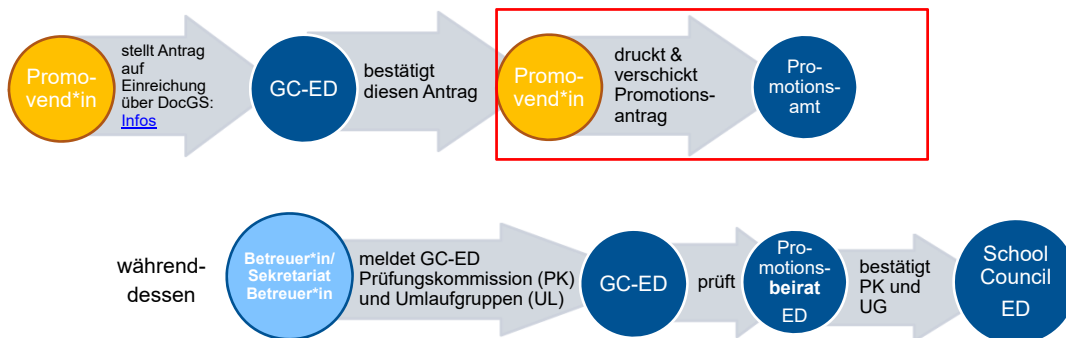 Promo-
vend*in
stellt Antrag
auf
Einreichung
über DocGS:
Infos
GC-ED
bestätigt
diesen Antrag
Promo-
vend*in
druckt &
verschickt
Promotions-
antrag
Pro-
motions-
amt
während-
dessen
Betreuer*in/
Sekretariat
Betreuer*in
meldet GC-ED
Prüfungskommission (PK)
und Umlaufgruppen (UL)
GC-ED
prüft
Pro-
motions-
beirat
ED
bestätigt
PK und
UG
School
Council
ED